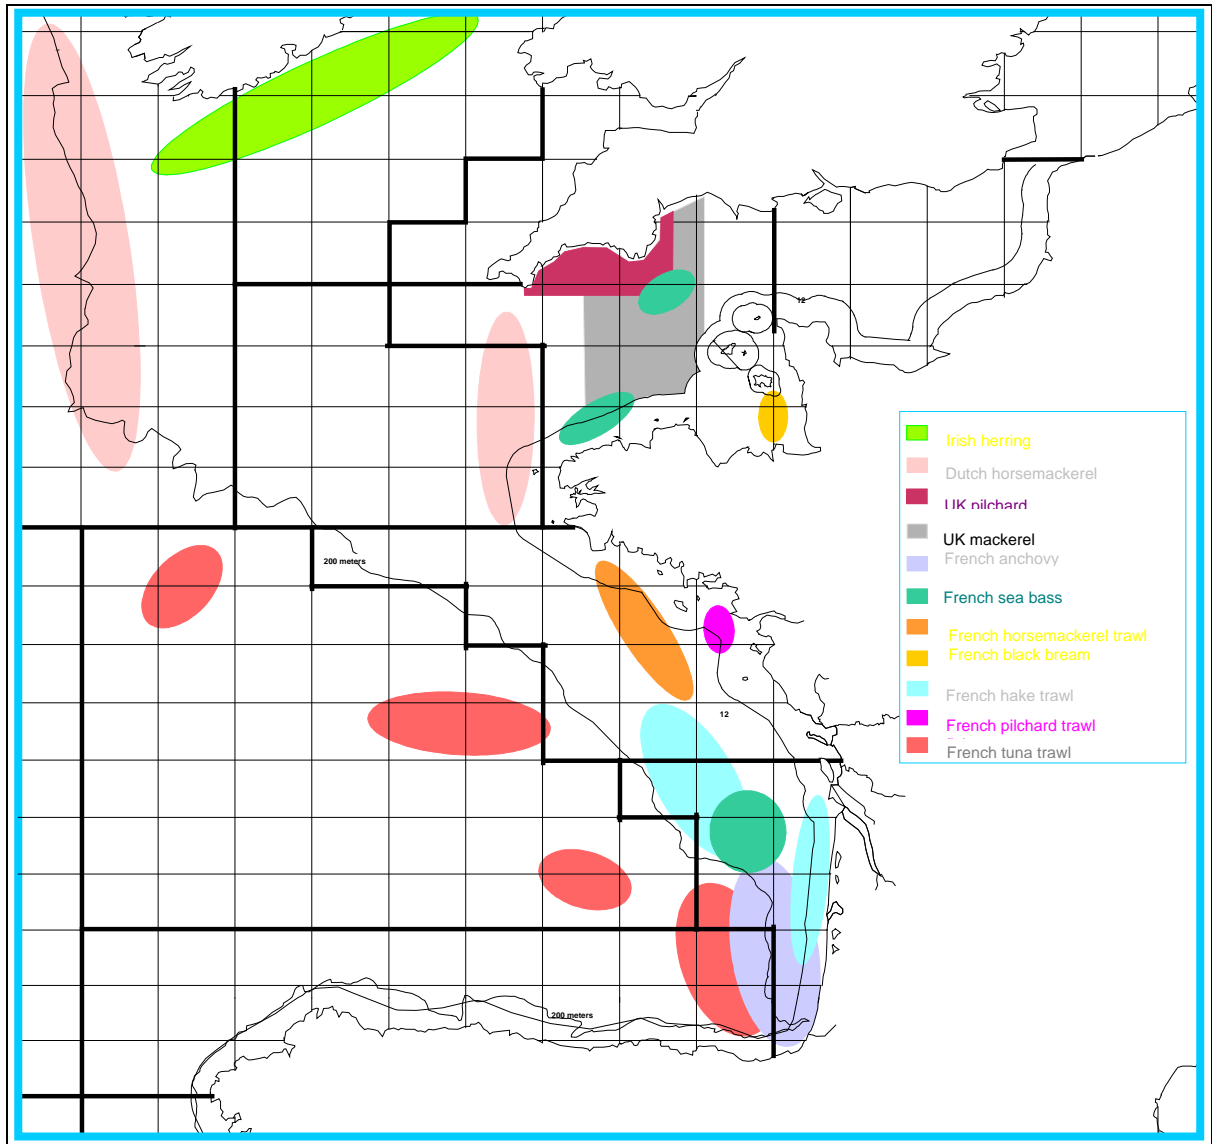 12
Irish herring
Dutch horsemackerel
UK pilchard
UK mackerel
French anchovy
200 meters
French sea bass
French horsemackerel trawl
French black bream
French hake trawl
12
French pilchard trawl
French tuna trawl
200 meters